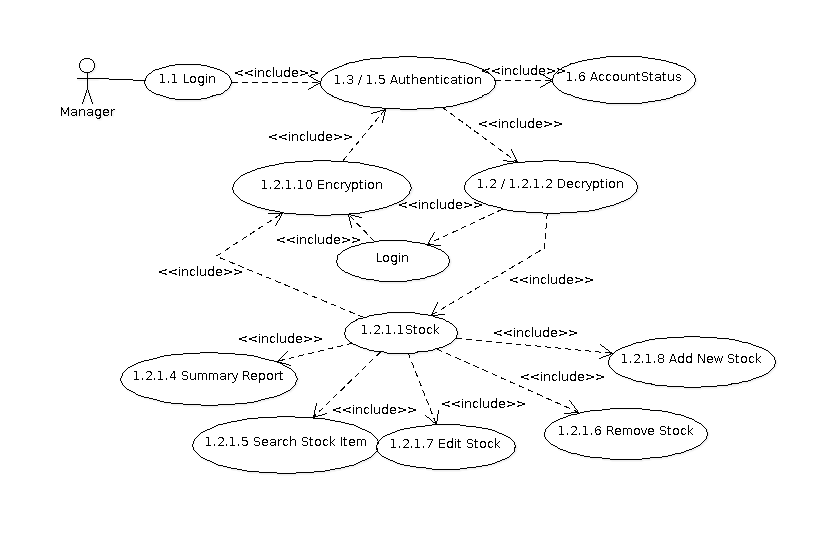 Manager
1.1 Login
<<include>>
1.3 / 1.5 Authentication
<<include>>
1.6 AccountStatus
<<include>>
<<include>>
1.2.1.10 Encryption
1.2 / 1.2.1.2 Decryption
<<include>>
<<include>>
Login
<<include>>
<<include>>
1.2.1.1Stock
<<include>>
<<include>>
1.2.1.4 Summary Report
1.2.1.8 Add New Stock
<<include>>
<<include>>
<<include>>
1.2.1.5 Search Stock Item
1.2.1.7 Edit Stock
1.2.1.6 Remove Stock